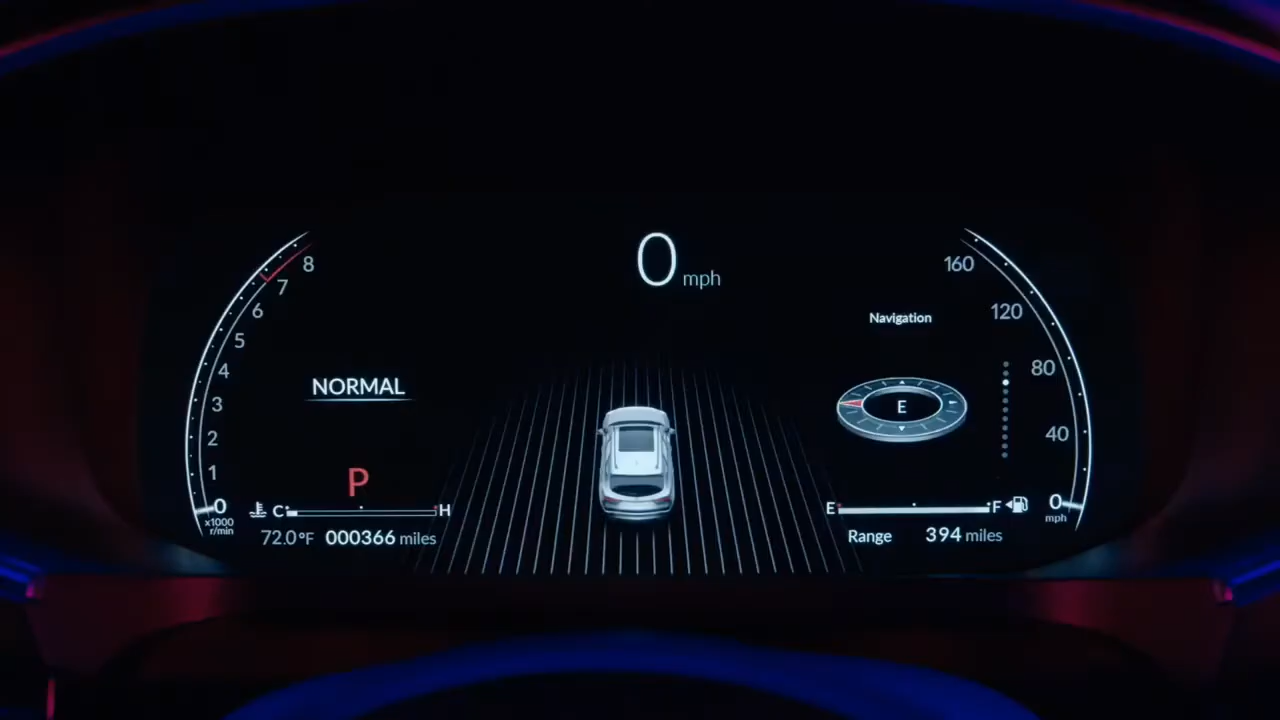 0 mph
8
7
6
5
4
3
2
1
0
x1000
r/min
NORMAL
P
C H
72.0°F 000366 miles
Navigation
E
160
120
80
40
0
mph
E F
Range 394 miles